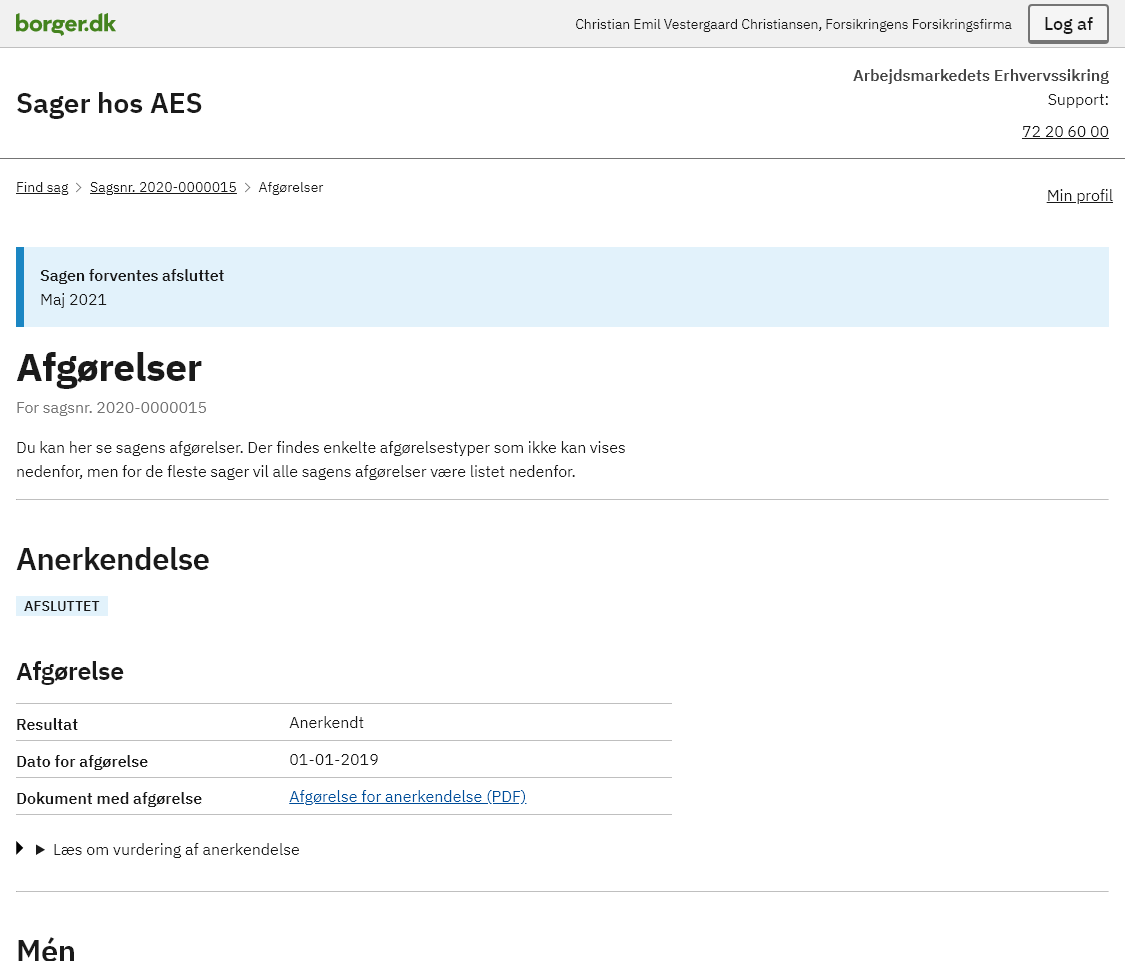 borger.dk
Christian Emil Vestergaard Christiansen, Forsikringens Forsikringsfirma
Log af
Sager hos AES
Arbejdsmarkedets Erhvervssikring
Support:
72 20 60 00
Find sag > Sagsnr. 2020-0000015 > Afgørelser
Min profil
Sagen forventes afsluttet
Maj 2021
Afgørelser
For sagsnr. 2020-0000015
Du kan her se sagens afgørelser. Der findes enkelte afgørelsestyper som ikke kan vises
nedenfor, men for de fleste sager vil alle sagens afgørelser være listet nedenfor.
Anerkendelse
AFSLUTTET
Afgørelse
Resultat Anerkendt
Dato for afgørelse 01-01-2019
Dokument med afgørelse Afgørelse for anerkendelse (PDF)
Læs om vurdering af anerkendelse
Mén